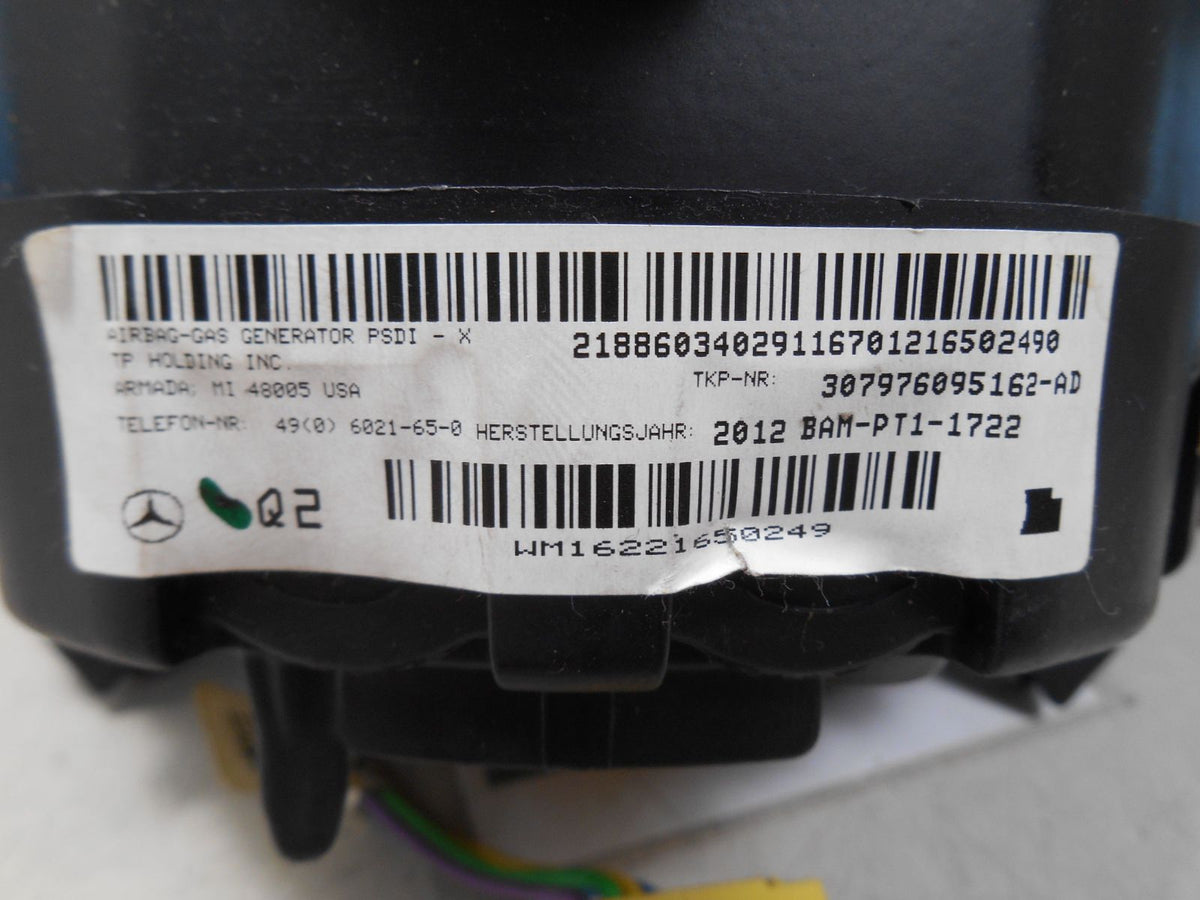 AIRBAG-GAS GENERATOR PSDI - X
21886034029116701216502490
TP HOLDING INC.
ARMADA, MI 48005 USA
TKP-NR: 307976095162-AD
TELEFON-NR: 49(0) 6021-65-0 HERSTELLUNGSJAHR: 2012 BAM-PT1-1722
Q2
WM16221650249